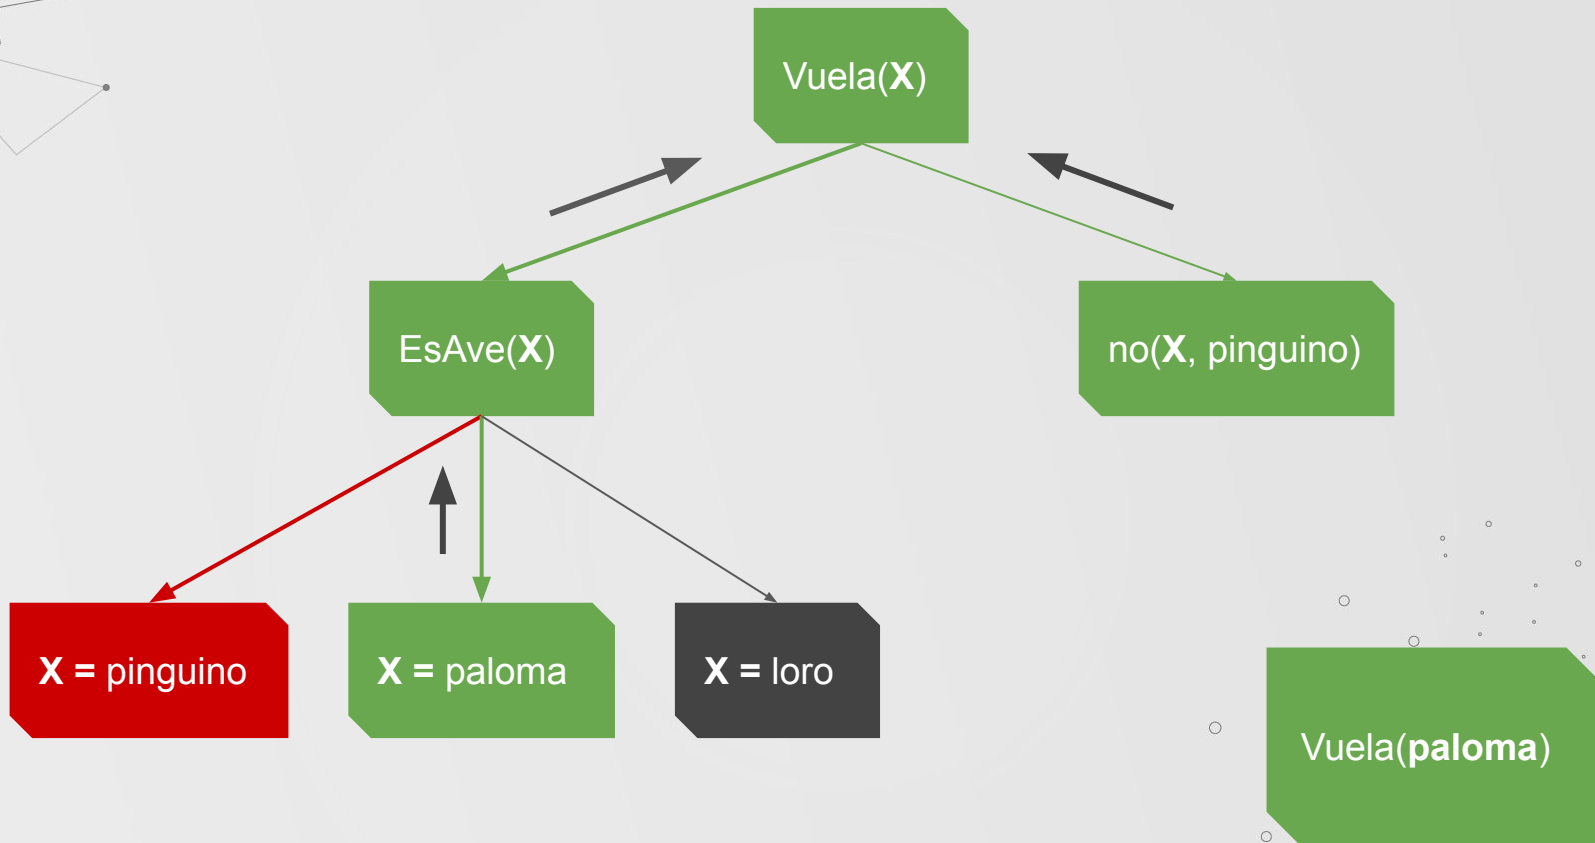 Vuela(X)
EsAve(X)
no(X, pinguino)
X = pinguino
X = paloma
X = loro
Vuela(paloma)